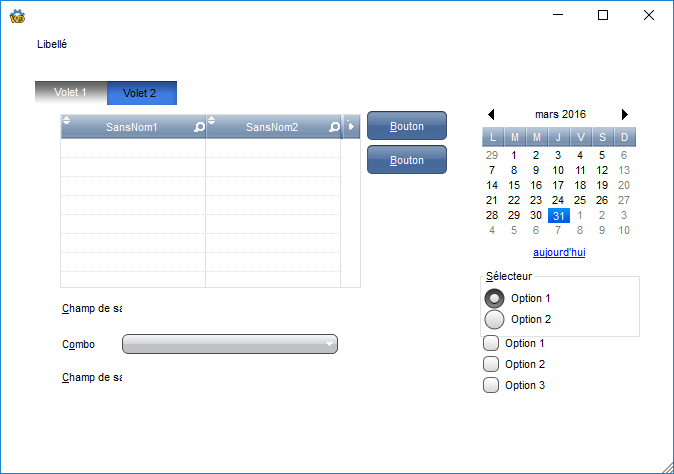 Libellé
Volet 1 Volet 2
SansNom1 SansNom2
Bouton
Bouton
Champ de sa
Combo
Champ de sa
mars 2016
L M M J V S D
29 1 2 3 4 5 6
7 8 9 10 11 12 13
14 15 16 17 18 19 20
21 22 23 24 25 26 27
28 29 30 31 1 2 3
4 5 6 7 8 9 10
aujourd'hui
Sélecteur
Option 1
Option 2
Option 1
Option 2
Option 3